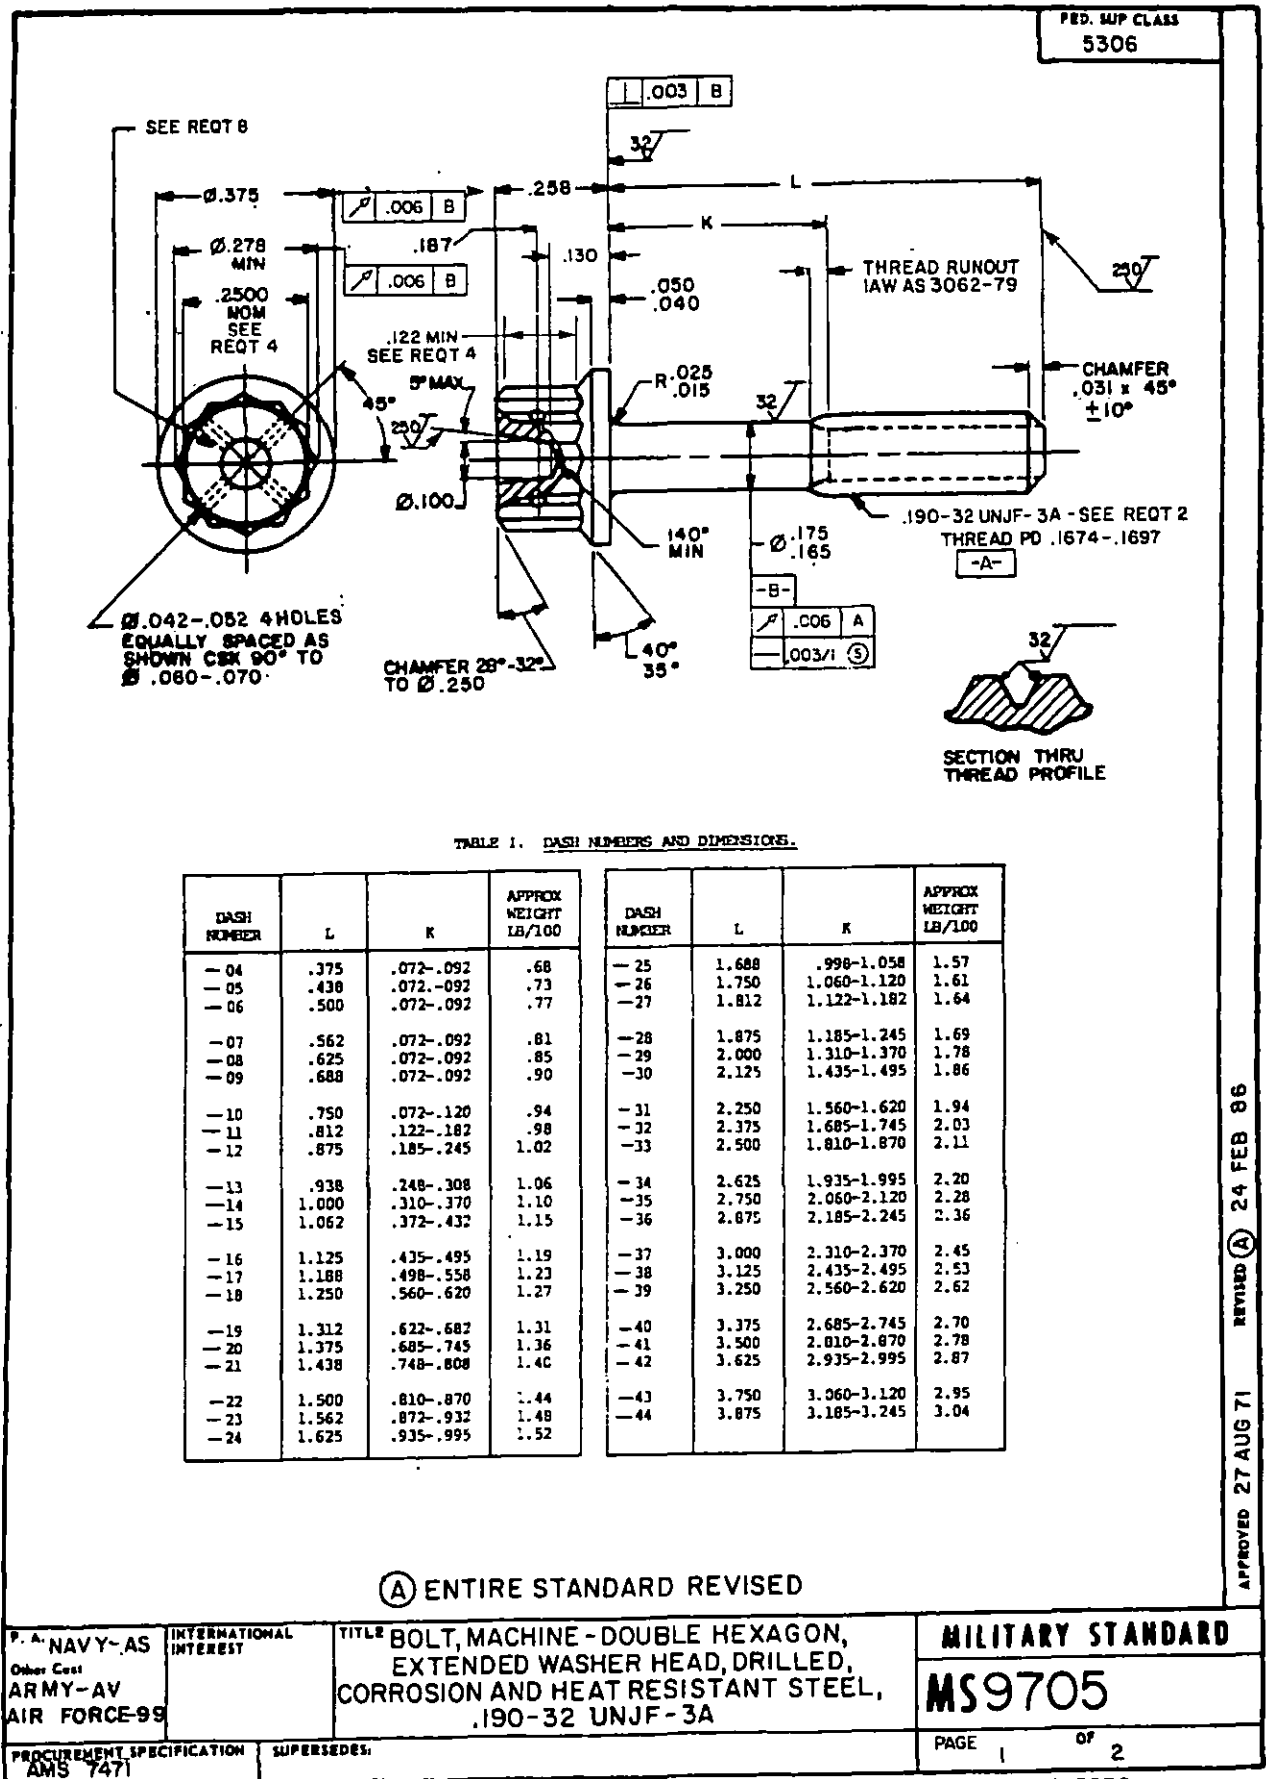 FED. SUP CLASS
5306
⊥ .003 B
SEE REQT 8
32
Ø.375
↗ .006 B
.258
L
K
Ø.278
MIN
.187
.130
↗ .006 B
THREAD RUNOUT
IAW AS 3062-79
250
.2500
NOM
SEE
REQT 4
.050
.040
.122 MIN
SEE REQT 4
5° MAX
R .025
.015
CHAMFER
.031 x 45°
±10°
45°
250
32
Ø.100
140°
MIN
Ø .175
.165
.190-32 UNJF-3A - SEE REQT 2
THREAD PD .1674-.1697
-A-
-B-
↗ .006 A
— .003/1 Ⓢ
Ø.042-.052 4 HOLES
EQUALLY SPACED AS
SHOWN CSK 90° TO
Ø .060-.070
CHAMFER 28°-32°
TO Ø.250
40°
35°
32
SECTION THRU
THREAD PROFILE
TABLE I. DASH NUMBERS AND DIMENSIONS.
DASH NUMBER L K APPROX WEIGHT LB/100 DASH NUMBER L K APPROX WEIGHT LB/100
—04 .375 .072-.092 .68 —25 1.688 .998-1.058 1.57
—05 .438 .072.-092 .73 —26 1.750 1.060-1.120 1.61
—06 .500 .072-.092 .77 —27 1.812 1.122-1.182 1.64
—07 .562 .072-.092 .81 —28 1.875 1.185-1.245 1.69
—08 .625 .072-.092 .85 —29 2.000 1.310-1.370 1.78
—09 .688 .072-.092 .90 —30 2.125 1.435-1.495 1.86
—10 .750 .072-.120 .94 —31 2.250 1.560-1.620 1.94
—11 .812 .122-.182 .98 —32 2.375 1.685-1.745 2.03
—12 .875 .185-.245 1.02 —33 2.500 1.810-1.870 2.11
—13 .938 .248-.308 1.06 —34 2.625 1.935-1.995 2.20
—14 1.000 .310-.370 1.10 —35 2.750 2.060-2.120 2.28
—15 1.062 .372-.432 1.15 —36 2.875 2.185-2.245 2.36
—16 1.125 .435-.495 1.19 —37 3.000 2.310-2.370 2.45
—17 1.188 .498-.558 1.23 —38 3.125 2.435-2.495 2.53
—18 1.250 .560-.620 1.27 —39 3.250 2.560-2.620 2.62
—19 1.312 .622-.682 1.31 —40 3.375 2.685-2.745 2.70
—20 1.375 .685-.745 1.36 —41 3.500 2.810-2.870 2.78
—21 1.438 .748-.808 1.40 —42 3.625 2.935-2.995 2.87
—22 1.500 .810-.870 1.44 —43 3.750 3.060-3.120 2.95
—23 1.562 .872-.932 1.48 —44 3.875 3.185-3.245 3.04
—24 1.625 .935-.995 1.52
APPROVED 27 AUG 71 REVISED Ⓐ 24 FEB 86
Ⓐ ENTIRE STANDARD REVISED
P. A. NAVY-AS
Other Cust
ARMY-AV
AIR FORCE-99
INTERNATIONAL
INTEREST
TITLE BOLT, MACHINE - DOUBLE HEXAGON,
EXTENDED WASHER HEAD, DRILLED,
CORROSION AND HEAT RESISTANT STEEL,
.190-32 UNJF-3A
MILITARY STANDARD
MS9705
PROCUREMENT SPECIFICATION
AMS 7471
SUPERSEDES:
PAGE 1 OF 2